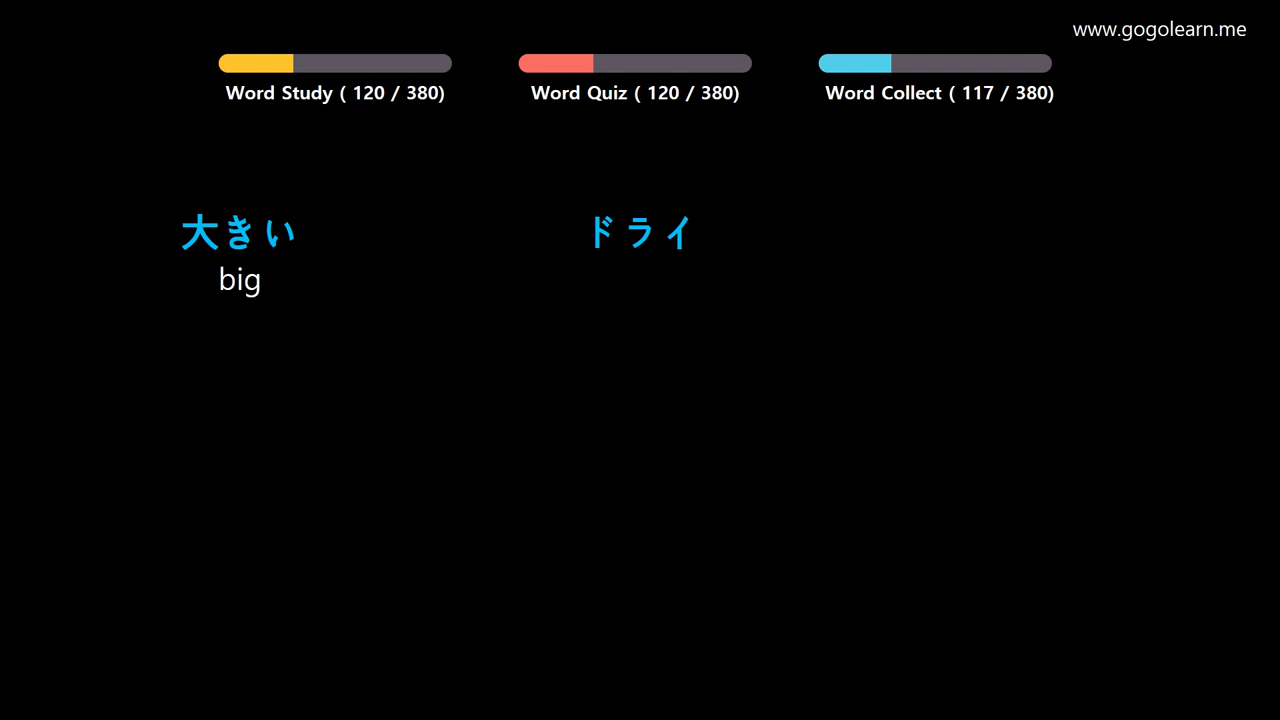 www.gogolearn.me
Word Study ( 120 / 380)
Word Quiz ( 120 / 380)
Word Collect ( 117 / 380)
大きい
big
ドライ